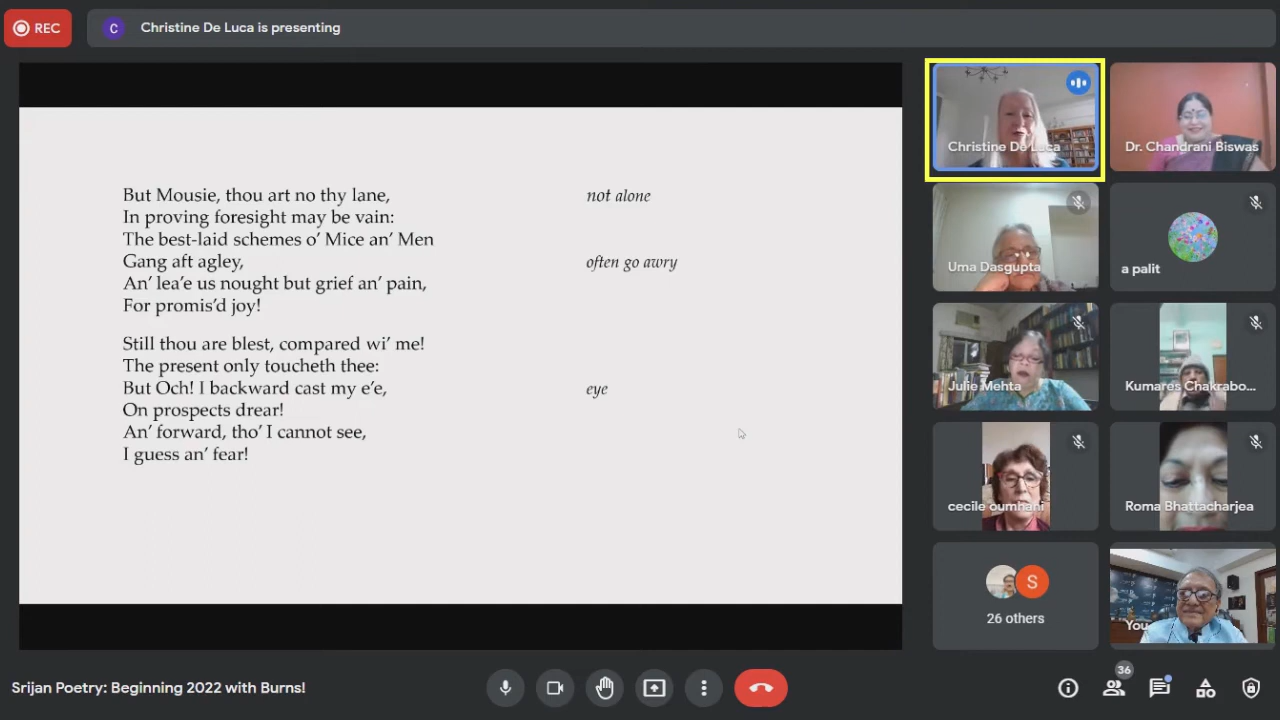 REC
C
Christine De Luca is presenting
But Mousie, thou art no thy lane,
not alone
In proving foresight may be vain:
The best-laid schemes o’ Mice an’ Men
Gang aft agley,
often go awry
An’ lea’e us nought but grief an’ pain,
For promis’d joy!
Still thou are blest, compared wi’ me!
The present only toucheth thee:
But Och! I backward cast my e’e,
eye
On prospects drear!
An’ forward, tho’ I cannot see,
I guess an’ fear!
Christine De Luca
Dr. Chandrani Biswas
Uma Dasgupta
a palit
Julie Mehta
Kumares Chakrabo...
cecile oumhani
Roma Bhattacharjea
S
26 others
You
Srijan Poetry: Beginning 2022 with Burns!
36